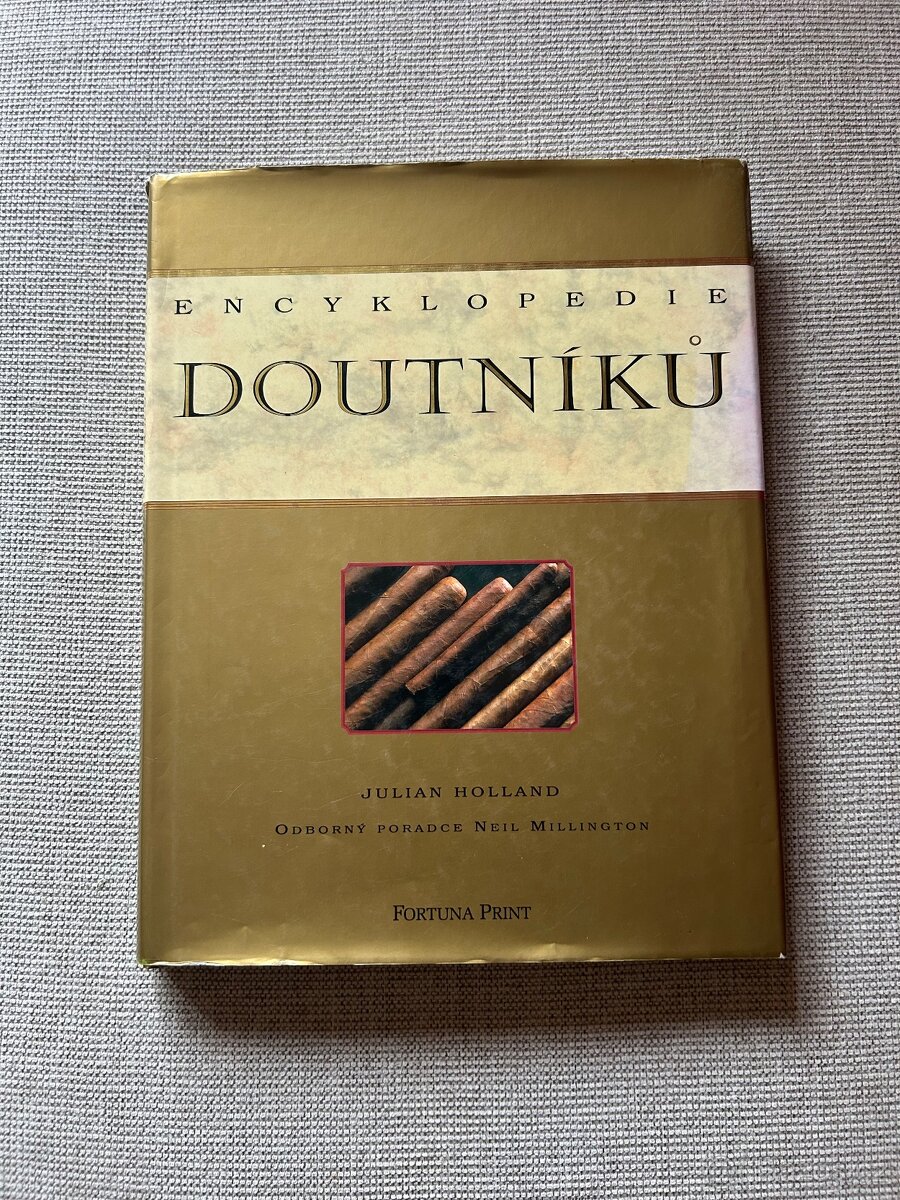 ENCYKLOPEDIE
DOUTNÍKŮ
JULIAN HOLLAND
ODBORNÝ PORADCE NEIL MILLINGTON
FORTUNA PRINT